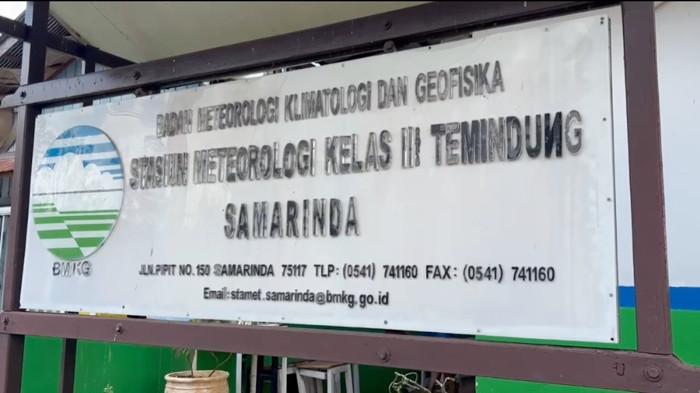 BADAN METEOROLOGI KLIMATOLOGI DAN GEOFISIKA
STASIUN METEOROLOGI KELAS III TEMINDUNG
SAMARINDA
BMKG
JLN.PIPIT NO.150 SAMARINDA 75117 TLP: (0541) 741160 FAX: (0541) 741160
Email:stamet.samarinda@bmkg.go.id